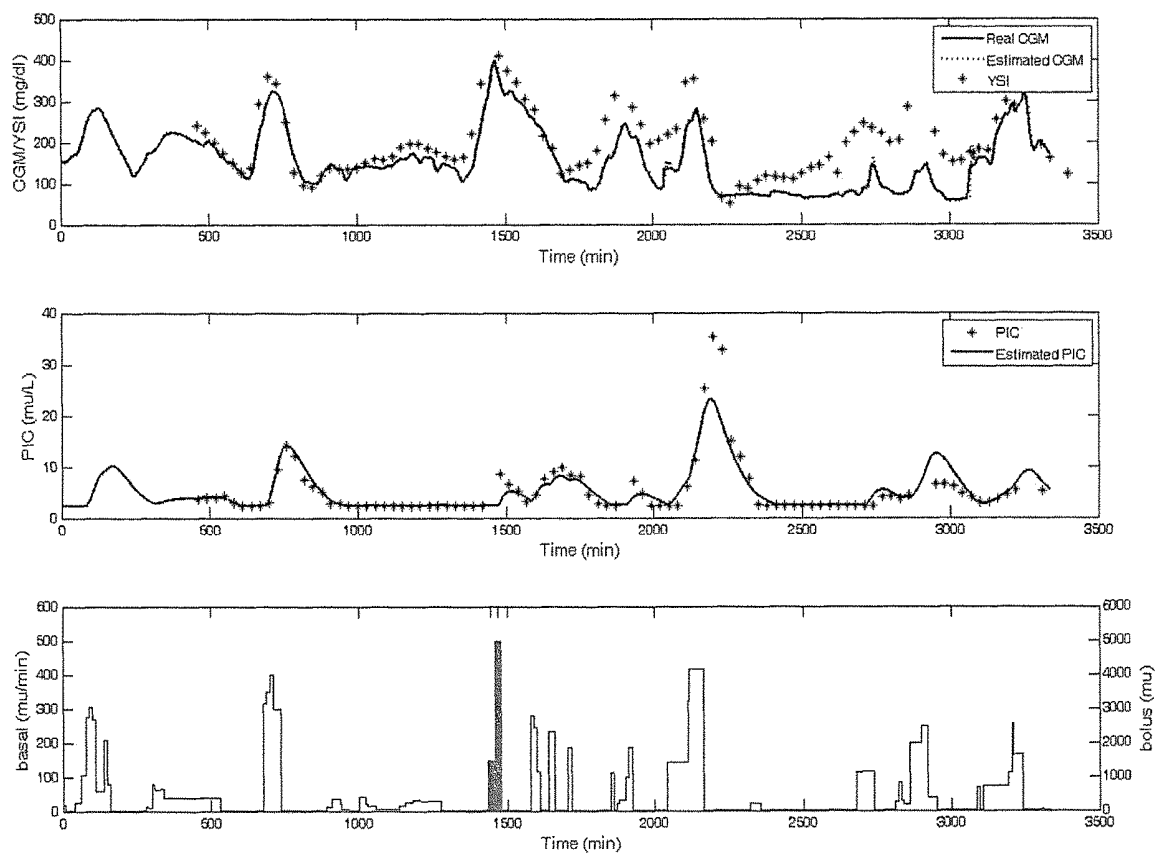 500
400
300
200
100
0
CGM/YSI (mg/dl)
Real CGM
Estimated CGM
YSI
0 500 1000 1500 2000 2500 3000 3500
Time (min)
40
30
20
10
0
PIC (mu/L)
PIC
Estimated PIC
0 500 1000 1500 2000 2500 3000 3500
Time (min)
600
500
400
300
200
100
0
basal (mu/min)
6000
5000
4000
3000
2000
1000
0
bolus (mu)
0 500 1000 1500 2000 2500 3000 3500
Time (min)